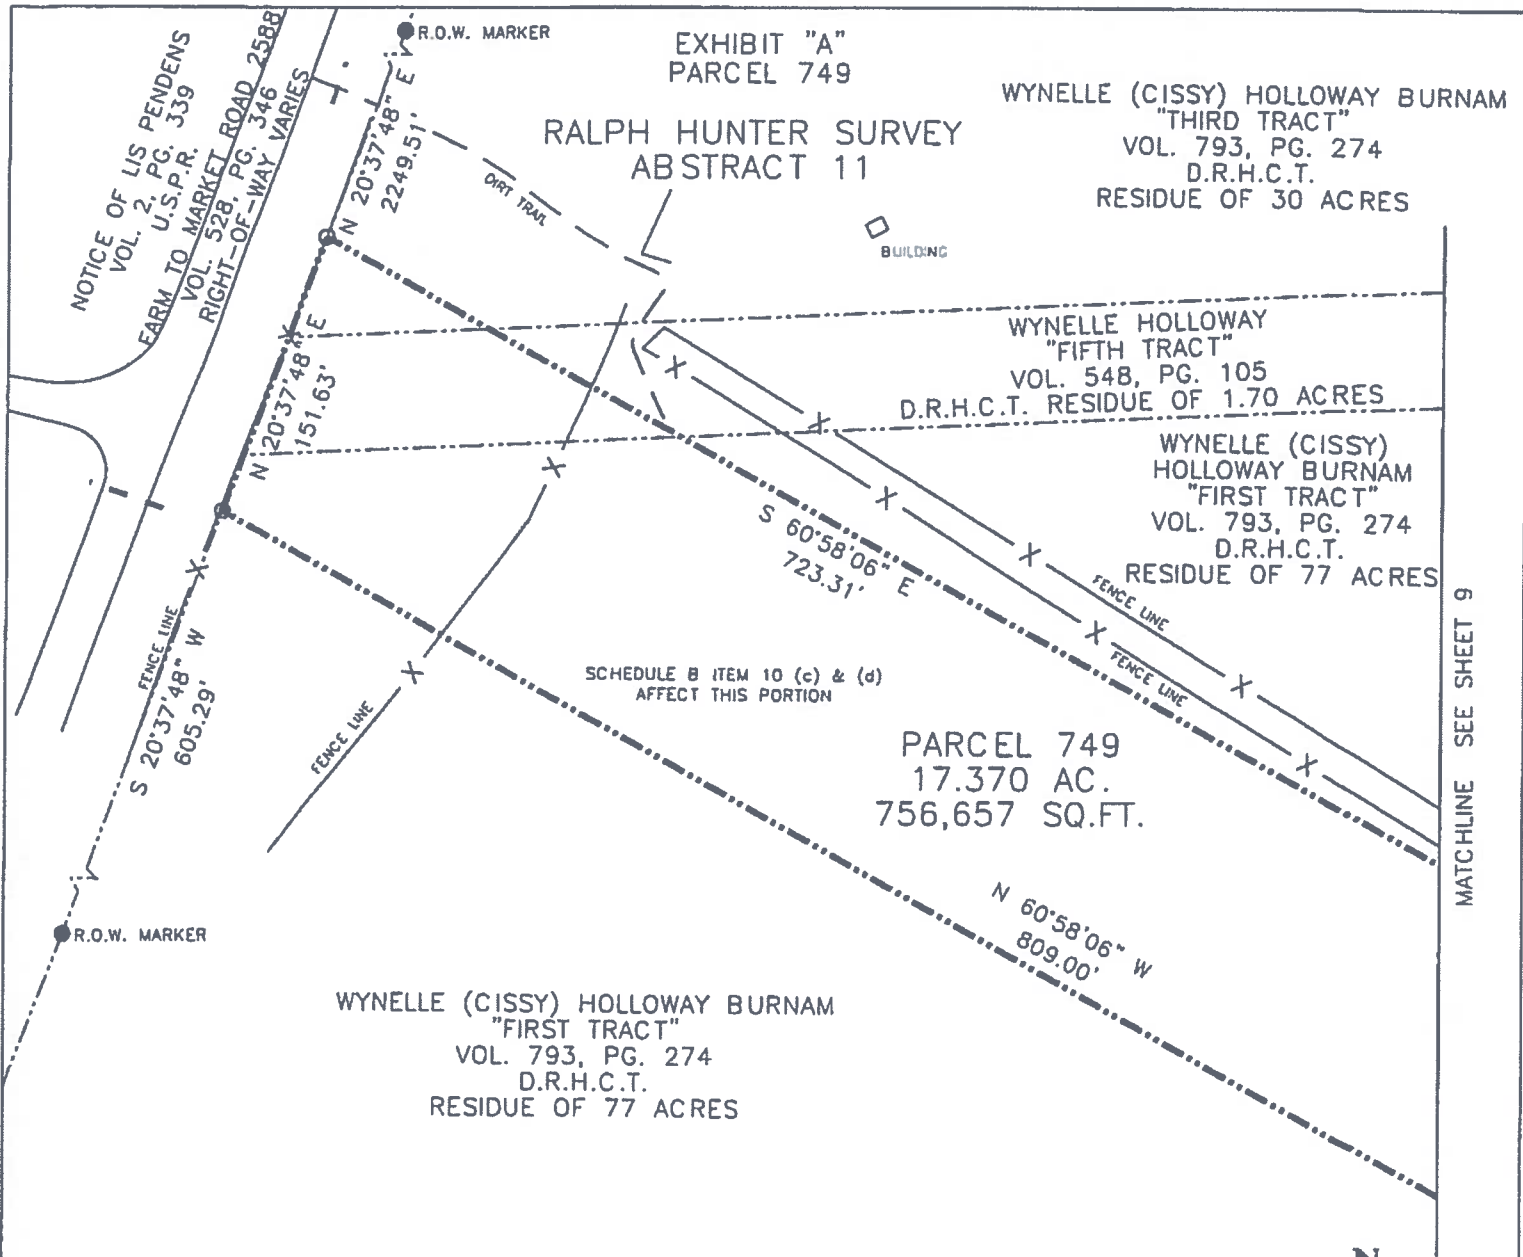 R.O.W. MARKER
EXHIBIT "A"
PARCEL 749
RALPH HUNTER SURVEY
ABSTRACT 11
WYNELLE (CISSY) HOLLOWAY BURNAM
"THIRD TRACT"
VOL. 793, PG. 274
D.R.H.C.T.
RESIDUE OF 30 ACRES
NOTICE OF LIS PENDENS
VOL. 2, PG. 339
U.S.P.R.
FARM TO MARKET ROAD 2588
VOL. 528, PG. 346
RIGHT-OF-WAY VARIES
N 20°37'48" E
2249.51'
DIRT TRAIL
BUILDING
WYNELLE HOLLOWAY
"FIFTH TRACT"
VOL. 548, PG. 105
D.R.H.C.T. RESIDUE OF 1.70 ACRES
N 20°37'48" E
151.63'
WYNELLE (CISSY)
HOLLOWAY BURNAM
"FIRST TRACT"
VOL. 793, PG. 274
D.R.H.C.T.
RESIDUE OF 77 ACRES
S 60°58'06" E
723.31'
FENCE LINE
FENCE LINE
FENCE LINE
S 20°37'48" W
605.29'
FENCE LINE
SCHEDULE B ITEM 10 (c) & (d)
AFFECT THIS PORTION
PARCEL 749
17.370 AC.
756,657 SQ.FT.
MATCHLINE SEE SHEET 9
N 60°58'06" W
809.00'
R.O.W. MARKER
WYNELLE (CISSY) HOLLOWAY BURNAM
"FIRST TRACT"
VOL. 793, PG. 274
D.R.H.C.T.
RESIDUE OF 77 ACRES
N